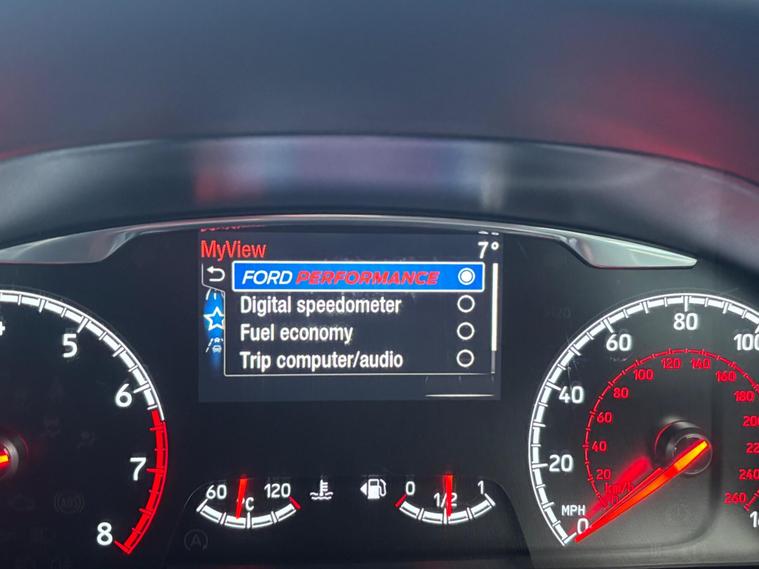 MyView 7°
FORD PERFORMANCE
Digital speedometer
Fuel economy
Trip computer/audio
5
6
7
8
60 °C 120
0 1/2 1
MPH
0
20
40
60
80
100
km/h
20
40
60
80
100
120
140
160
180
240
260